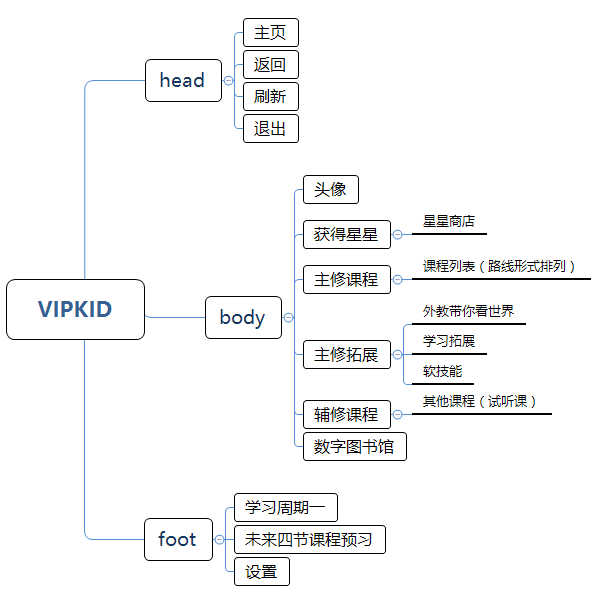 VIPKID
head
主页
返回
刷新
退出
body
头像
获得星星
星星商店
主修课程
课程列表（路线形式排列）
主修拓展
外教带你看世界
学习拓展
软技能
辅修课程
其他课程（试听课）
数字图书馆
foot
学习周期一
未来四节课程预习
设置